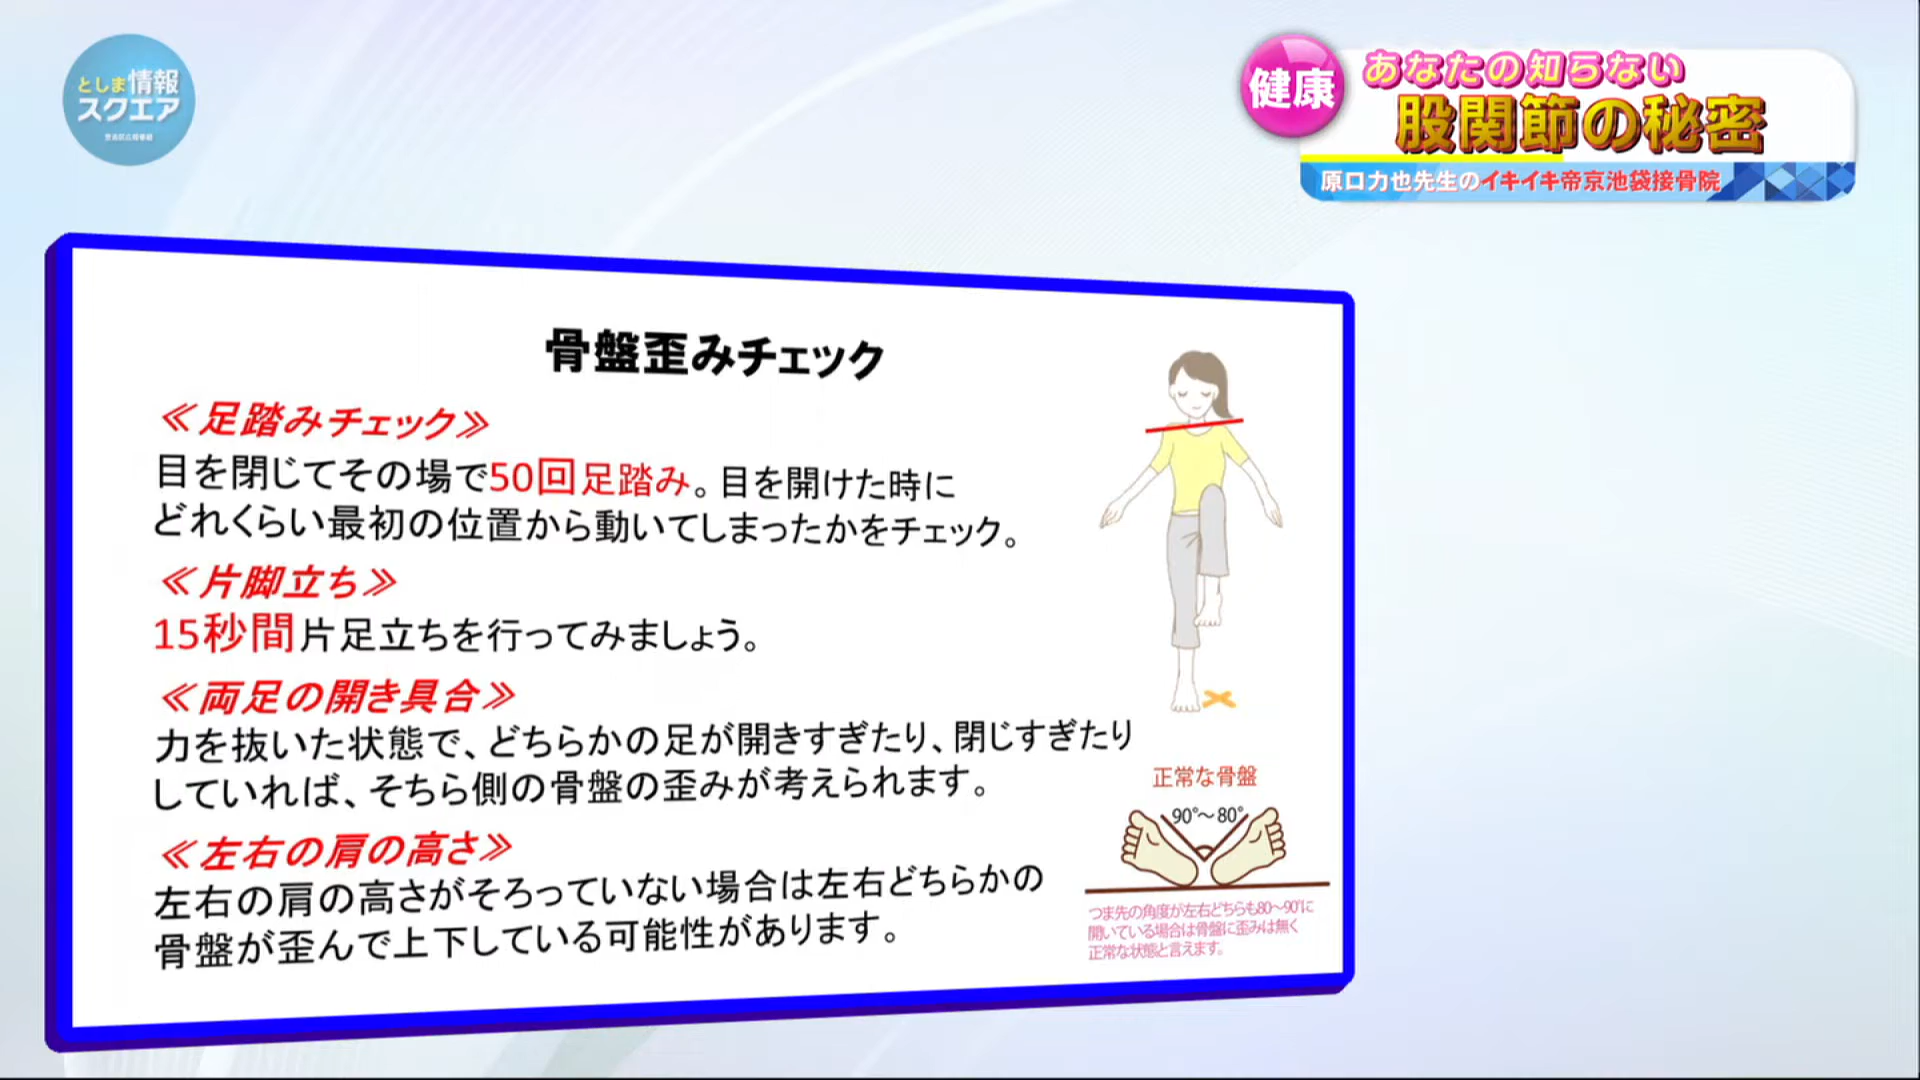 としま情報
スクエア
健康
あなたの知らない
股関節の秘密
原口力也先生のイキイキ帝京池袋接骨院
骨盤歪みチェック
≪足踏みチェック≫
目を閉じてその場で50回足踏み。目を開けた時に
どれくらい最初の位置から動いてしまったかをチェック。
≪片脚立ち≫
15秒間片足立ちを行ってみましょう。
≪両足の開き具合≫
力を抜いた状態で、どちらかの足が開きすぎたり、閉じすぎたり
していれば、そちら側の骨盤の歪みが考えられます。
≪左右の肩の高さ≫
左右の肩の高さがそろっていない場合は左右どちらかの
骨盤が歪んで上下している可能性があります。
正常な骨盤
90°～80°
つま先の角度が左右どちらも80～90°に
開いている場合は骨盤に歪みは無く
正常な状態と言えます。